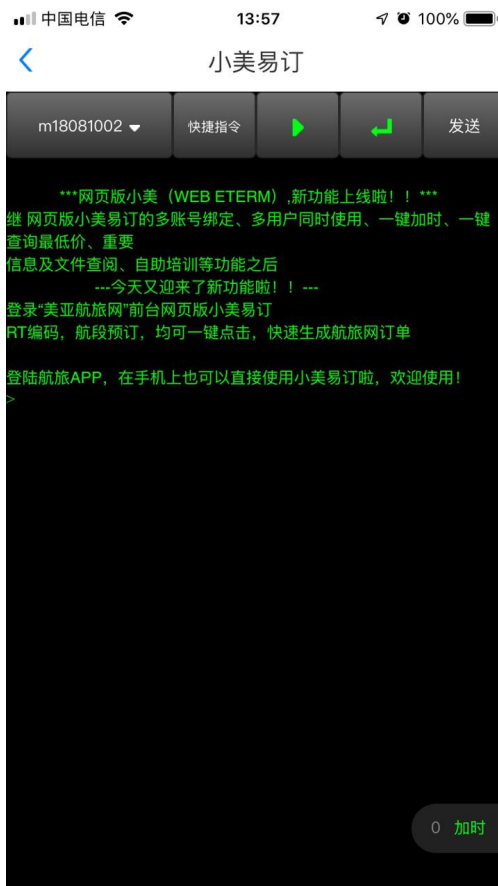 中国电信 13:57 100%
小美易订
m18081002 快捷指令 发送
***网页版小美（WEB ETERM）,新功能上线啦！！***
继 网页版小美易订的多账号绑定、多用户同时使用、一键加时、一键
查询最低价、重要
信息及文件查阅、自助培训等功能之后
---今天又迎来了新功能啦！！---
登录“美亚航旅网”前台网页版小美易订
RT编码，航段预订，均可一键点击，快速生成航旅网订单
登陆航旅APP，在手机上也可以直接使用小美易订啦，欢迎使用！
>
0 加时